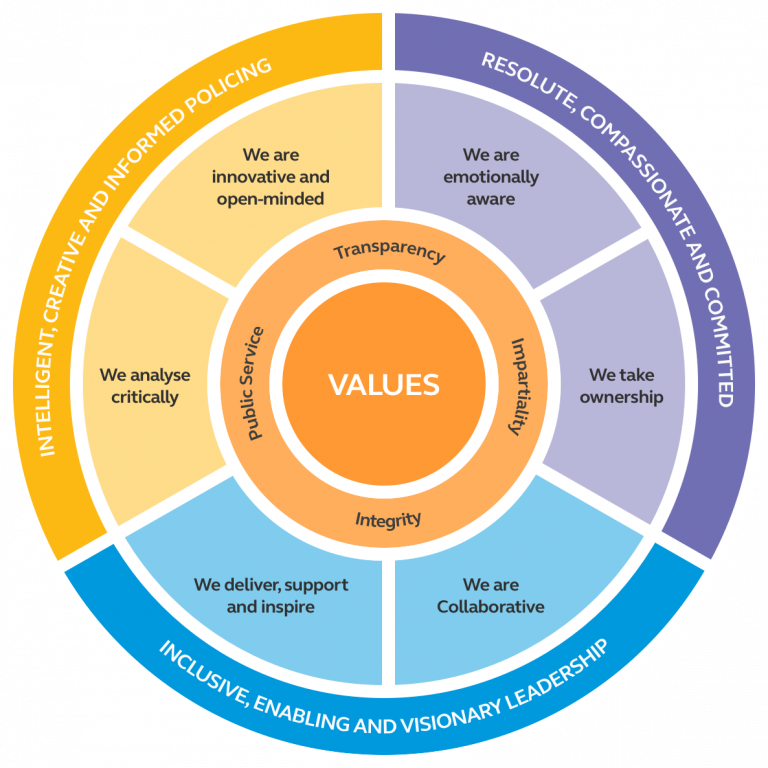 INTELLIGENT, CREATIVE AND INFORMED POLICING
RESOLUTE, COMPASSIONATE AND COMMITTED
We are
innovative and
open-minded
We are
emotionally
aware
We analyse
critically
We take
ownership
Transparency
Public Service
VALUES
Impartiality
Integrity
We deliver, support
and inspire
We are
Collaborative
INCLUSIVE, ENABLING AND VISIONARY LEADERSHIP